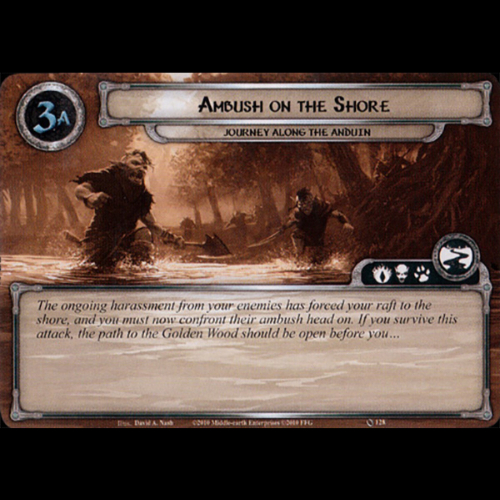 3A
AMBUSH ON THE SHORE
JOURNEY ALONG THE ANDUIN
The ongoing harassment from your enemies has forced your raft to the
shore, and you must now confront their ambush head on. If you survive this
attack, the path to the Golden Wood should be open before you...
Illus. David A. Nash ©2010 Middle-earth Enterprises ©2010 FFG 128